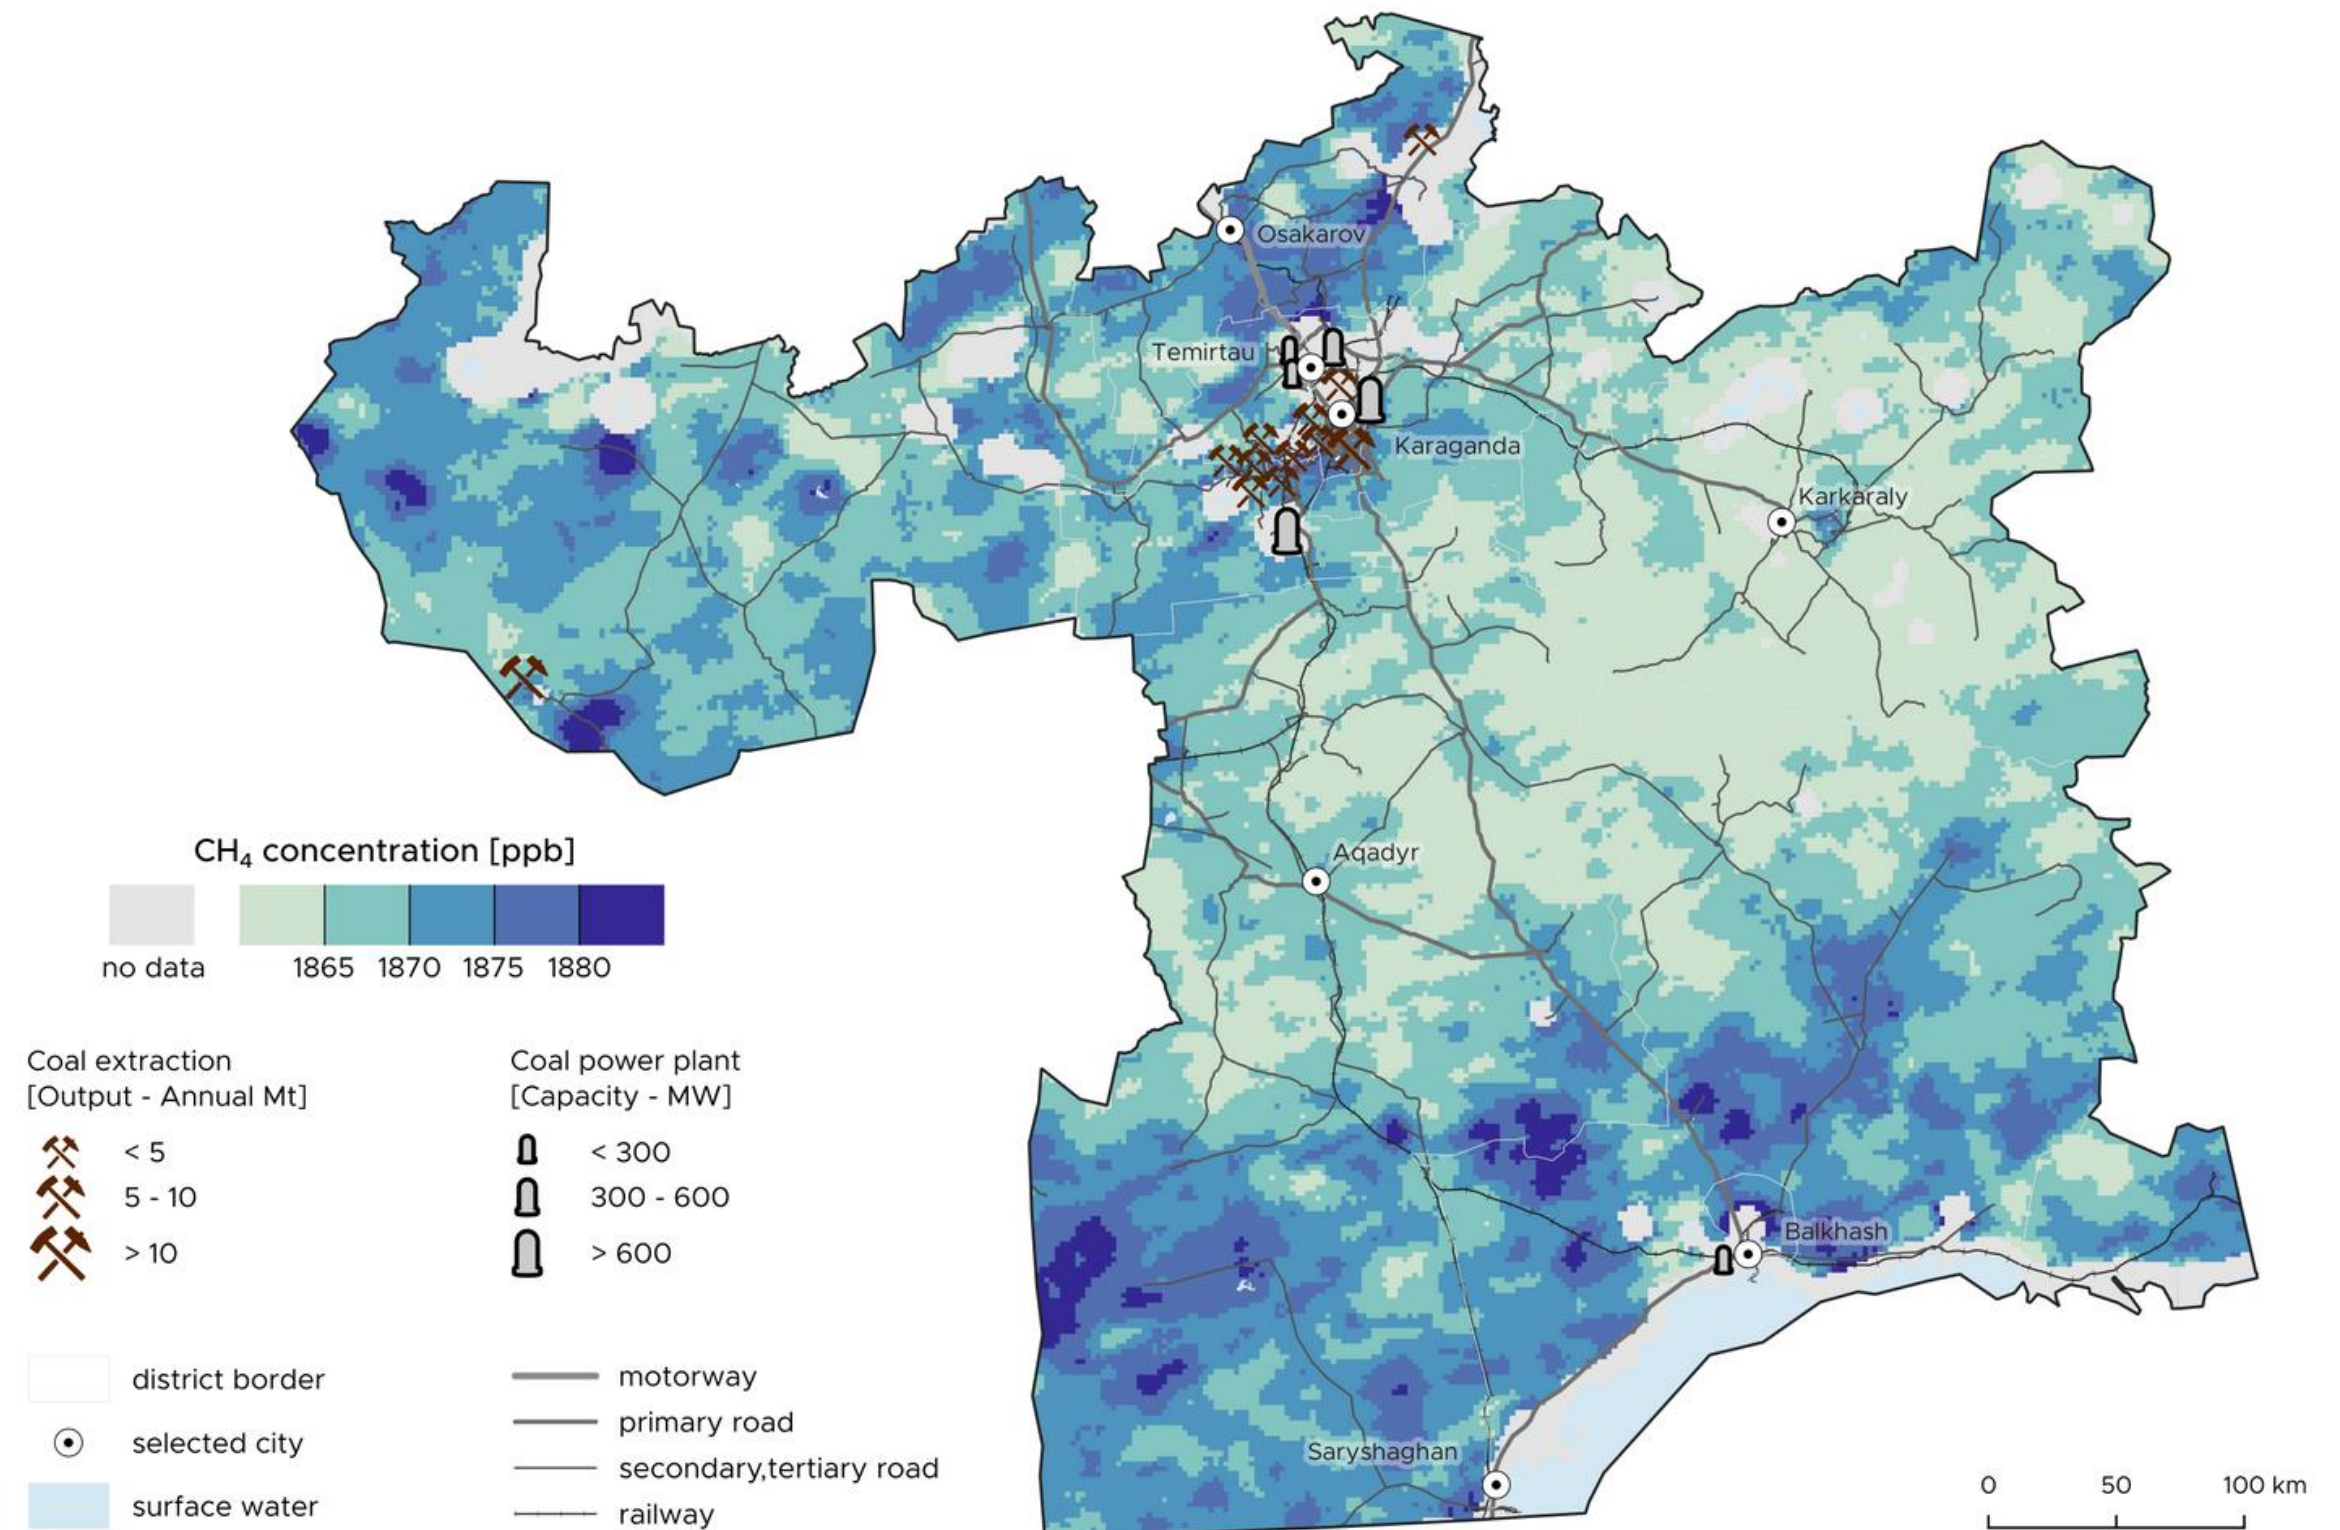 Osakarov
Temirtau
Karaganda
Karkaraly
Aqadyr
Balkhash
Saryshaghan
CH₄ concentration [ppb]
no data 1865 1870 1875 1880
Coal extraction
[Output - Annual Mt]
< 5
5 - 10
> 10
Coal power plant
[Capacity - MW]
< 300
300 - 600
> 600
district border
selected city
surface water
motorway
primary road
secondary,tertiary road
railway
0 50 100 km